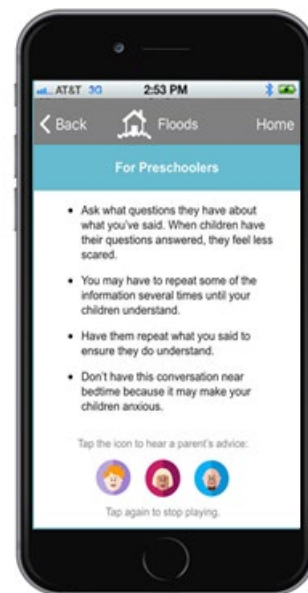 AT&T 3G 2:53 PM
Back Floods Home
For Preschoolers
• Ask what questions they have about
what you've said. When children have
their questions answered, they feel less
scared.
• You may have to repeat some of the
information several times until your
children understand.
• Have them repeat what you said to
ensure they do understand.
• Don't have this conversation near
bedtime because it may make your
children anxious.
Tap the icon to hear a parent's advice:
Tap again to stop playing.